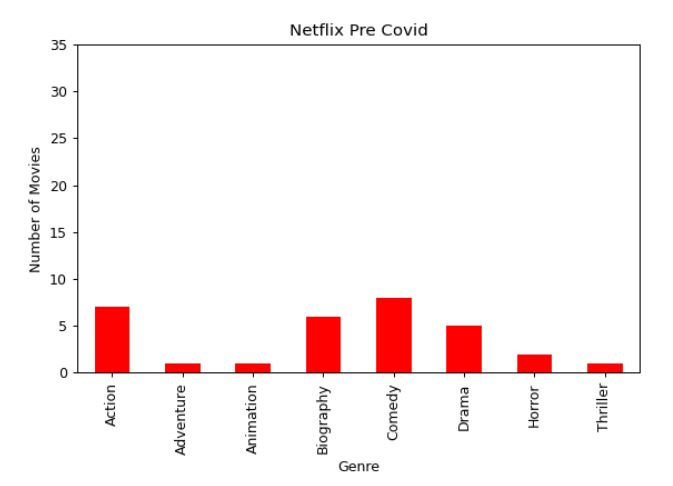 Netflix Pre Covid
35
30
25
20
15
10
5
0
Number of Movies
Action
Adventure
Animation
Biography
Comedy
Drama
Horror
Thriller
Genre